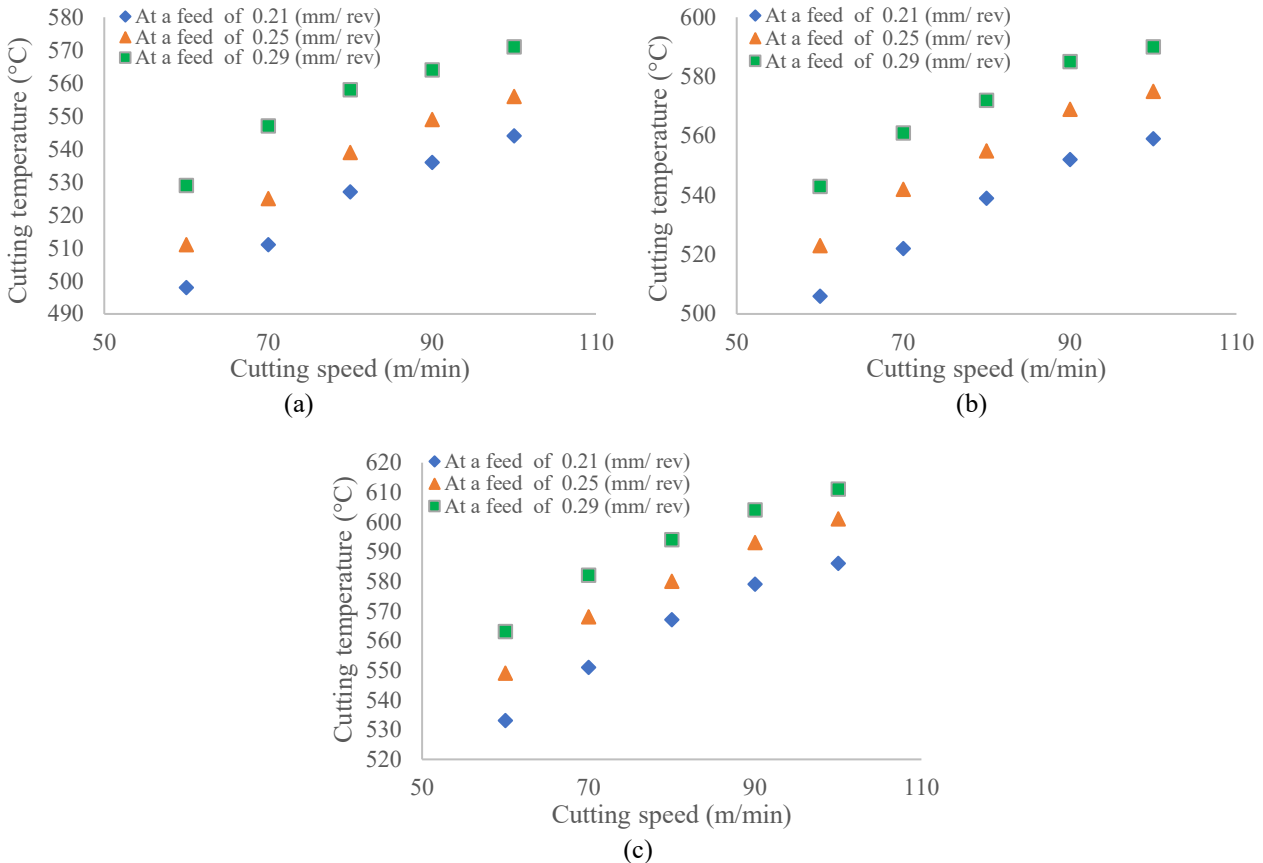 580
570
560
550
540
530
520
510
500
490
Cutting temperature (°C)
At a feed of 0.21 (mm/ rev)
At a feed of 0.25 (mm/ rev)
At a feed of 0.29 (mm/ rev)
50 70 90 110
Cutting speed (m/min)
(a)
600
580
560
540
520
500
Cutting temperature (°C)
At a feed of 0.21 (mm/ rev)
At a feed of 0.25 (mm/ rev)
At a feed of 0.29 (mm/ rev)
50 70 90 110
Cutting speed (m/min)
(b)
620
610
600
590
580
570
560
550
540
530
520
Cutting temperature (°C)
At a feed of 0.21 (mm/ rev)
At a feed of 0.25 (mm/ rev)
At a feed of 0.29 (mm/ rev)
50 70 90 110
Cutting speed (m/min)
(c)